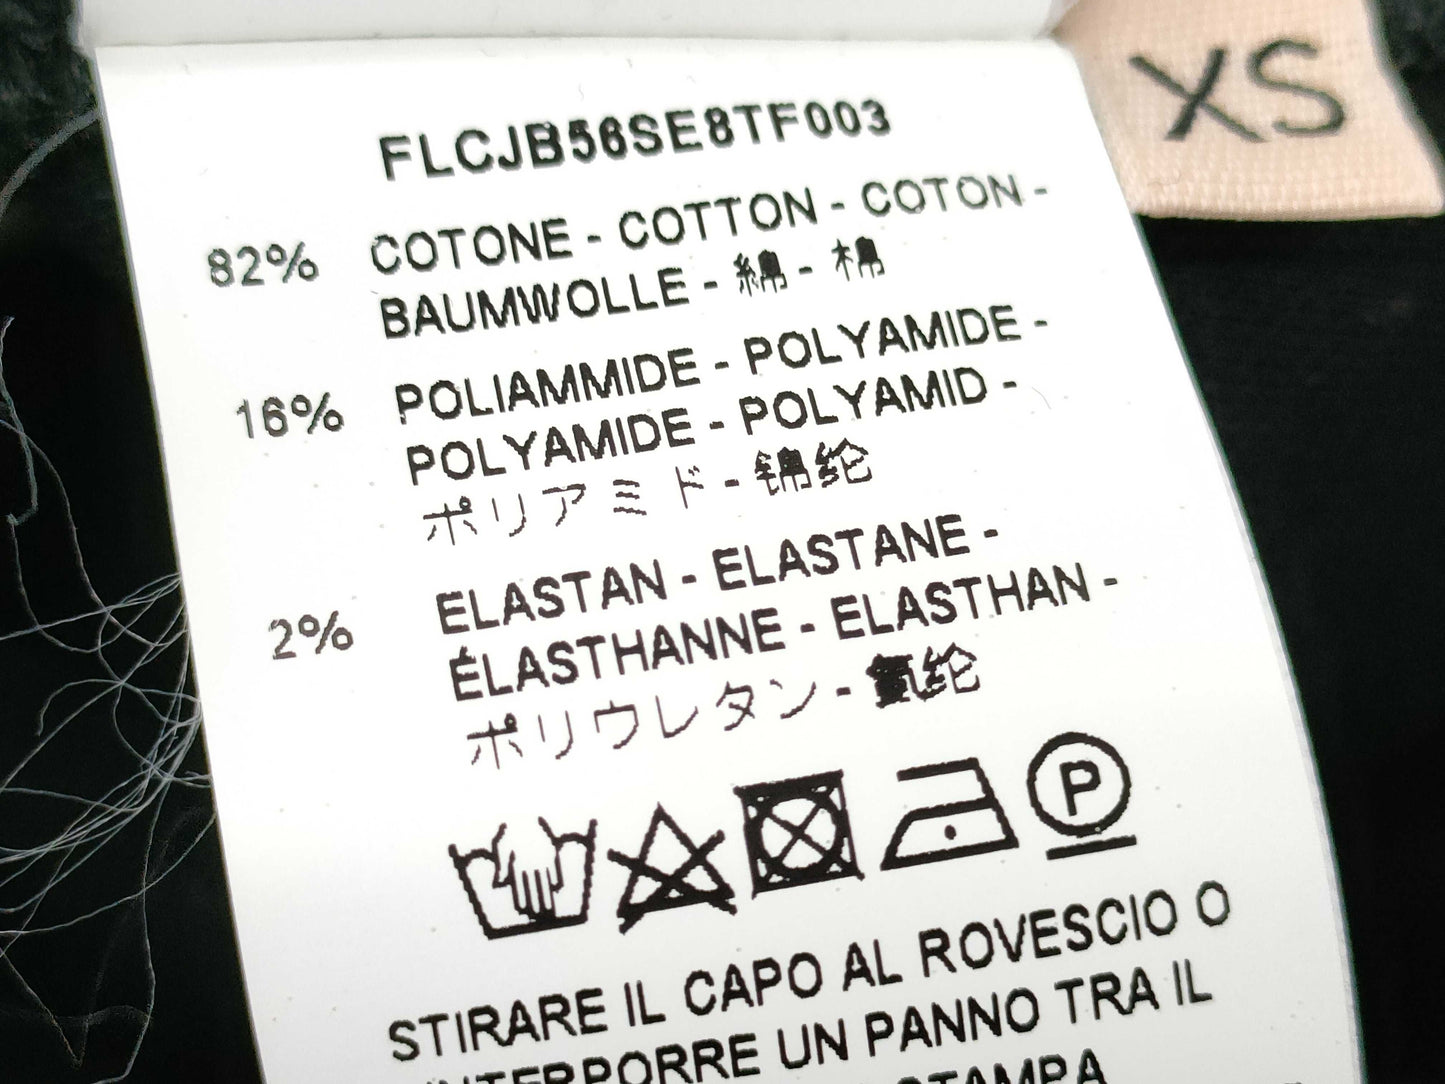 XS
FLCJB56SE8TF003
82% COTONE - COTTON - COTON -
BAUMWOLLE - 綿 - 棉
16% POLIAMMIDE - POLYAMIDE -
POLYAMIDE - POLYAMID -
ポリアミド - 锦纶
2% ELASTAN - ELASTANE -
ÉLASTHANNE - ELASTHAN -
ポリウレタン - 氨纶
P
STIRARE IL CAPO AL ROVESCIO O
INTERPORRE UN PANNO TRA IL
STAMPA